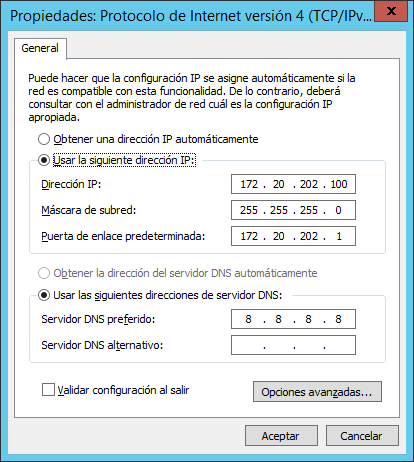 Propiedades: Protocolo de Internet versión 4 (TCP/IPv...
x
General
Puede hacer que la configuración IP se asigne automáticamente si la
red es compatible con esta funcionalidad. De lo contrario, deberá
consultar con el administrador de red cuál es la configuración IP
apropiada.
Obtener una dirección IP automáticamente
Usar la siguiente dirección IP:
Dirección IP: 172 . 20 . 202 . 100
Máscara de subred: 255 . 255 . 255 . 0
Puerta de enlace predeterminada: 172 . 20 . 202 . 1
Obtener la dirección del servidor DNS automáticamente
Usar las siguientes direcciones de servidor DNS:
Servidor DNS preferido: 8 . 8 . 8 . 8
Servidor DNS alternativo: . . .
Validar configuración al salir
Opciones avanzadas...
Aceptar Cancelar